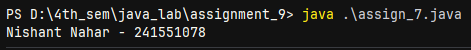 PS D:\4th_sem\java_lab\assignment_9> java .\assign_7.java
Nishant Nahar - 241551078